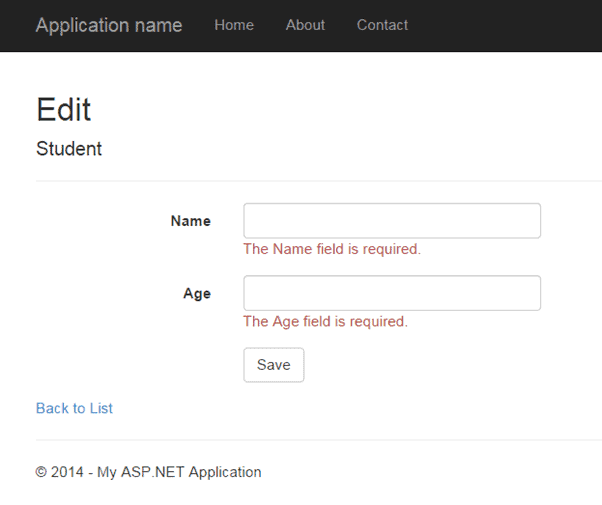 Application name Home About Contact
Edit
Student
Name
The Name field is required.
Age
The Age field is required.
Save
Back to List
© 2014 - My ASP.NET Application